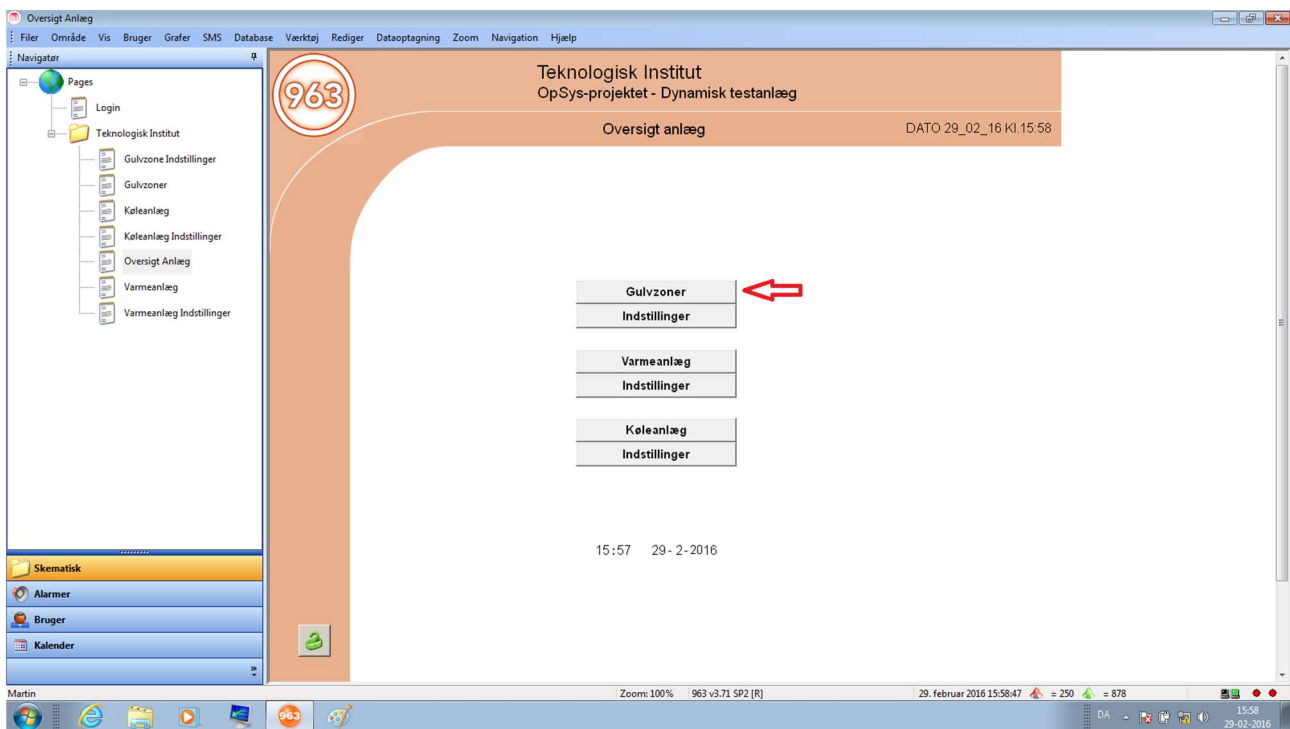 Oversigt Anlæg
Filer Område Vis Bruger Grafer SMS Database Værktøj Rediger Dataoptagning Zoom Navigation Hjælp
Navigatør
Pages
Login
Teknologisk Institut
Gulvzone Indstillinger
Gulvzoner
Køleanlæg
Køleanlæg Indstillinger
Oversigt Anlæg
Varmeanlæg
Varmeanlæg Indstillinger
Skematisk
Alarmer
Bruger
Kalender
963
Teknologisk Institut
OpSys-projektet - Dynamisk testanlæg
Oversigt anlæg
DATO 29_02_16 Kl.15:58
Gulvzoner
Indstillinger
Varmeanlæg
Indstillinger
Køleanlæg
Indstillinger
15:57 29-2-2016
Martin
Zoom: 100%
963 v3.71 SP2 [R]
29. februar 2016 15:58:47
= 250
= 878
963
DA
15:58
29-02-2016